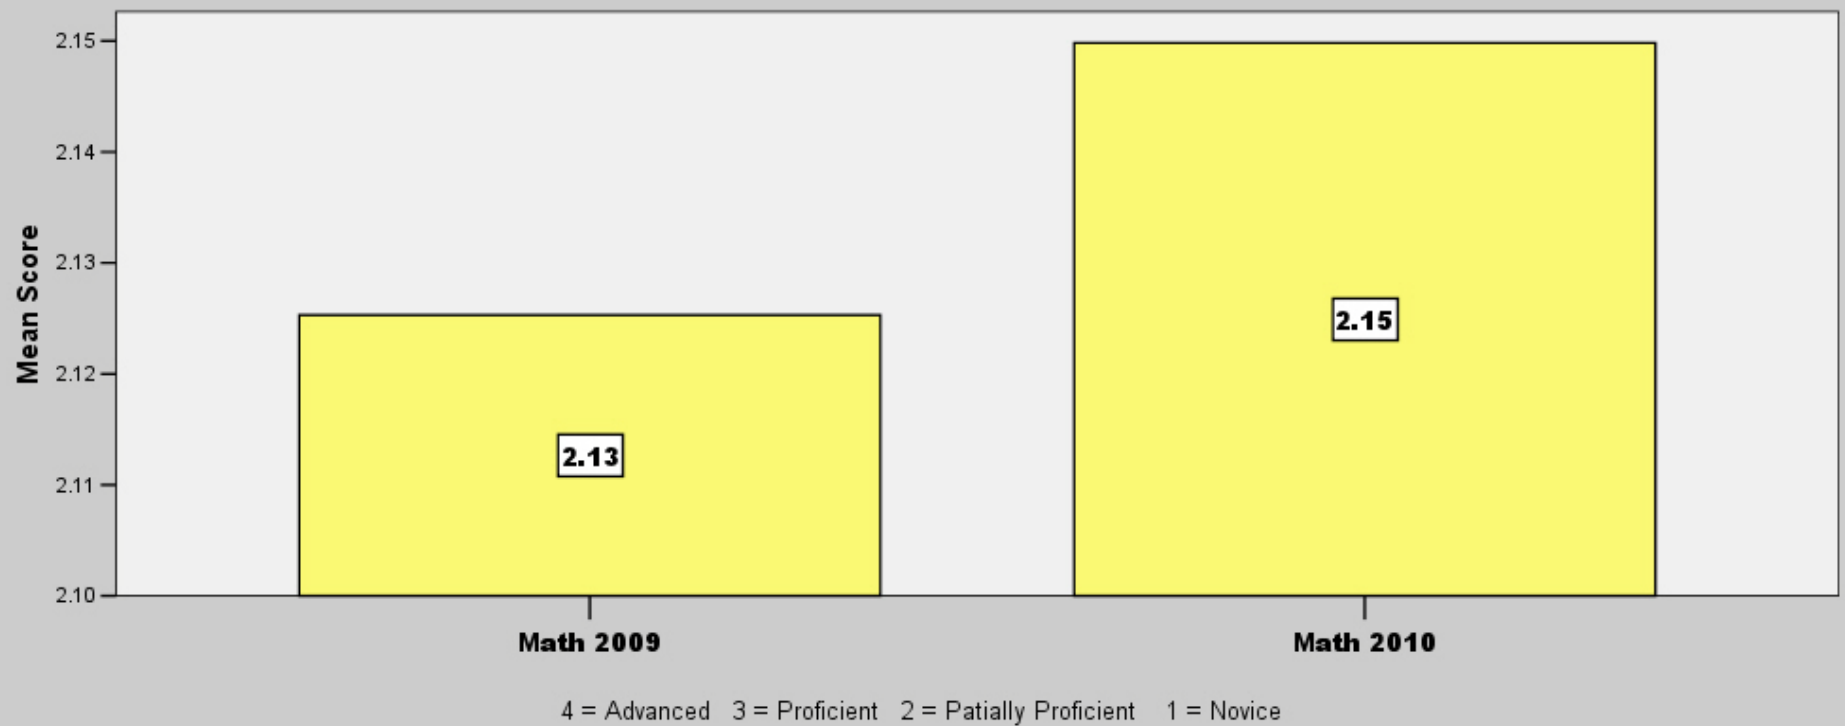 2.15
2.14
2.13
2.12
2.11
2.10
Mean Score
2.13
2.15
Math 2009
Math 2010
4 = Advanced 3 = Proficient 2 = Patially Proficient 1 = Novice